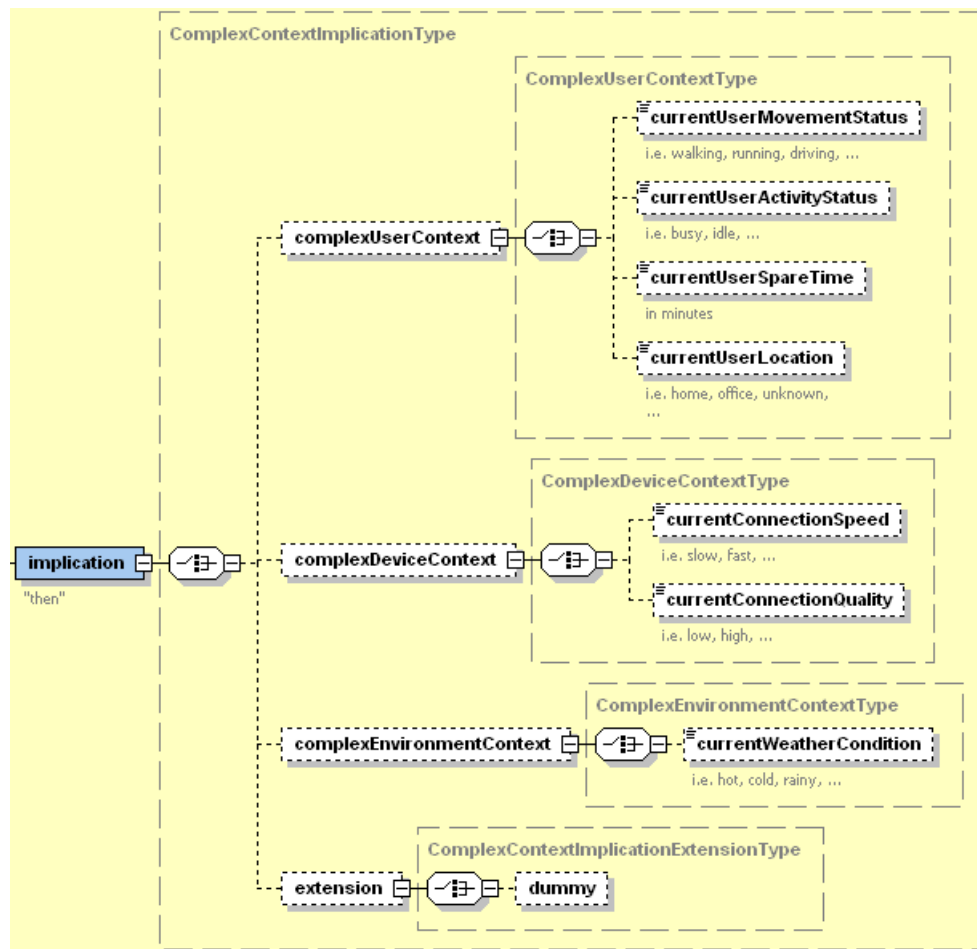 ComplexContextImplicationType
ComplexUserContextType
currentUserMovementStatus
i.e. walking, running, driving, ...
currentUserActivityStatus
i.e. busy, idle, ...
complexUserContext
currentUserSpareTime
in minutes
currentUserLocation
i.e. home, office, unknown,
...
ComplexDeviceContextType
currentConnectionSpeed
i.e. slow, fast, ...
implication
"then"
complexDeviceContext
currentConnectionQuality
i.e. low, high, ...
ComplexEnvironmentContextType
complexEnvironmentContext
currentWeatherCondition
i.e. hot, cold, rainy, ...
ComplexContextImplicationExtensionType
extension
dummy